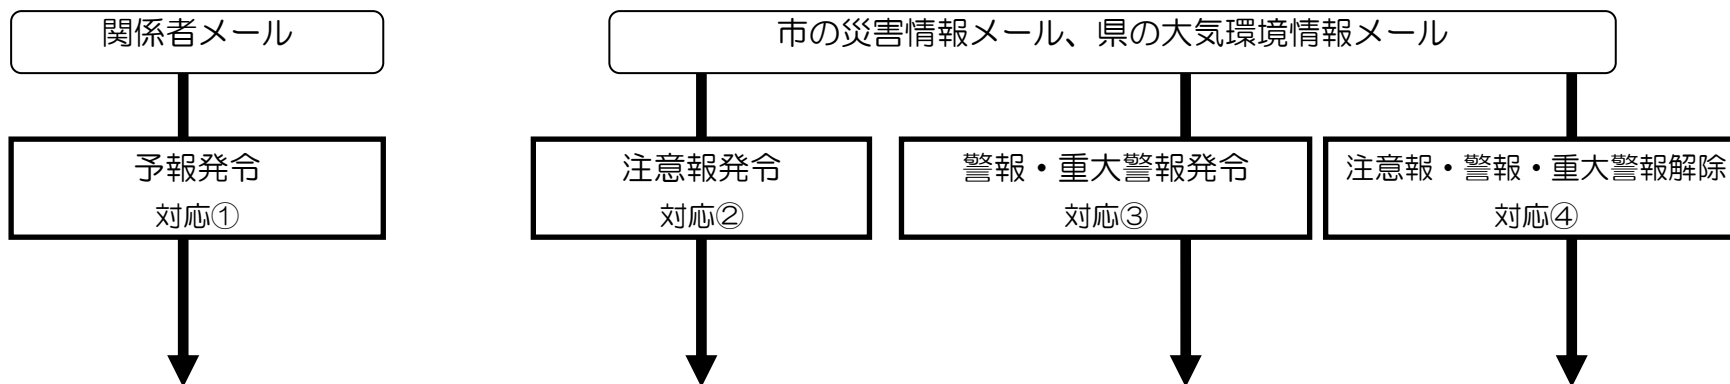 関係者メール
市の災害情報メール、県の大気環境情報メール
予報発令
対応①
注意報発令
対応②
警報・重大警報発令
対応③
注意報・警報・重大警報解除
対応④